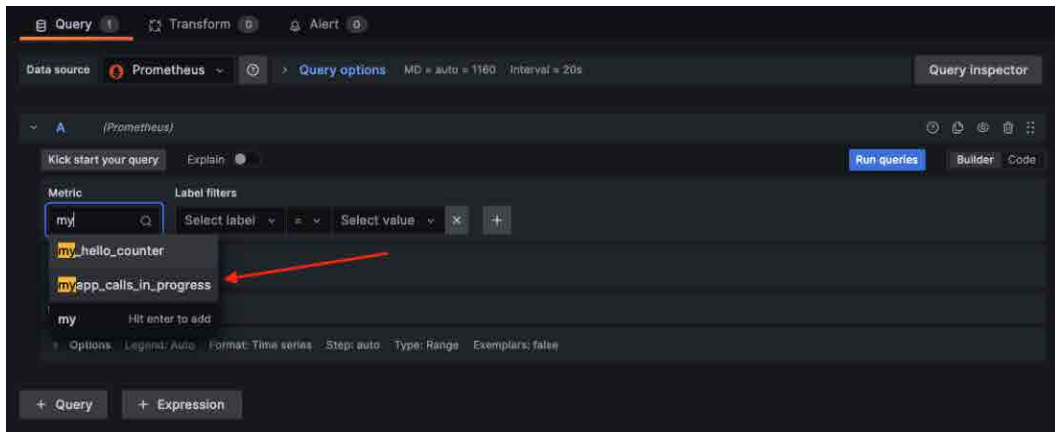 Query 1 Transform 0 Alert 0
Data source Prometheus Query options MD = auto = 1160 Interval = 20s Query inspector
A (Prometheus)
Kick start your query Explain Run queries Builder Code
Metric Label filters
my Select label = Select value × +
my_hello_counter
myapp_calls_in_progress
my Hit enter to add
Options Legend: Auto Format: Time series Step: auto Type: Range Exemplars: false
+ Query + Expression